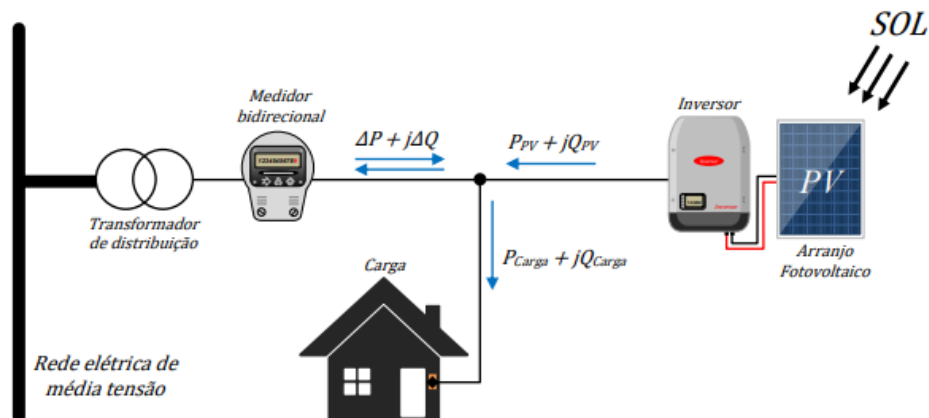 SOL
Medidor
bidirecional
Inversor
ΔP + jΔQ
P_PV + jQ_PV
PV
Transformador
de distribuição
Arranjo
Fotovoltaico
P_Carga + jQ_Carga
Carga
Rede elétrica de
média tensão